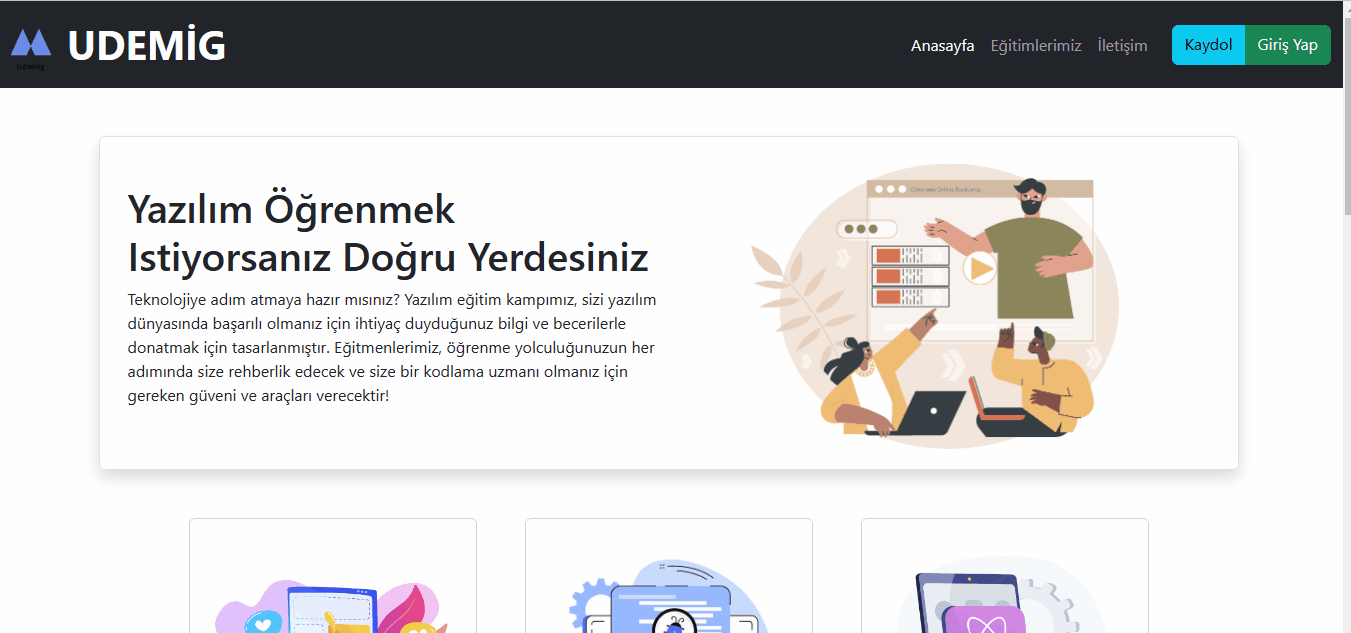 UDEMİG
Udemig
Anasayfa Eğitimlerimiz İletişim Kaydol Giriş Yap
Yazılım Öğrenmek
Istiyorsanız Doğru Yerdesiniz
Teknolojiye adım atmaya hazır mısınız? Yazılım eğitim kampımız, sizi yazılım
dünyasında başarılı olmanız için ihtiyaç duyduğunuz bilgi ve becerilerle
donatmak için tasarlanmıştır. Eğitmenlerimiz, öğrenme yolculuğunuzun her
adımında size rehberlik edecek ve size bir kodlama uzmanı olmanız için
gereken güveni ve araçları verecektir!
Online Bootcamp